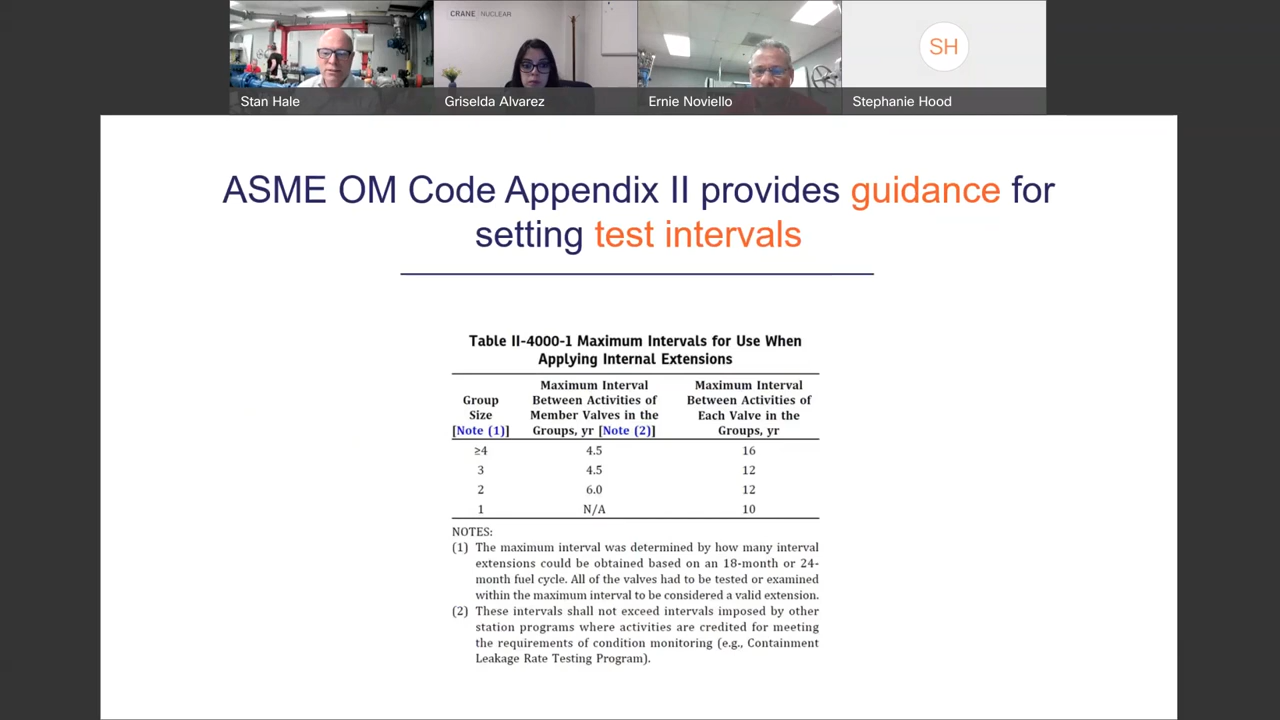 CRANE NUCLEAR
SH
Stan Hale
Griselda Alvarez
Ernie Noviello
Stephanie Hood
ASME OM Code Appendix II provides guidance for
setting test intervals
Table II-4000-1 Maximum Intervals for Use When
Applying Internal Extensions
Group
Size
[Note (1)]
Maximum Interval
Between Activities of
Member Valves in the
Groups, yr [Note (2)]
Maximum Interval
Between Activities of
Each Valve in the
Groups, yr
≥4 4.5 16
3 4.5 12
2 6.0 12
1 N/A 10
NOTES:
(1) The maximum interval was determined by how many interval
extensions could be obtained based on an 18-month or 24-
month fuel cycle. All of the valves had to be tested or examined
within the maximum interval to be considered a valid extension.
(2) These intervals shall not exceed intervals imposed by other
station programs where activities are credited for meeting
the requirements of condition monitoring (e.g., Containment
Leakage Rate Testing Program).